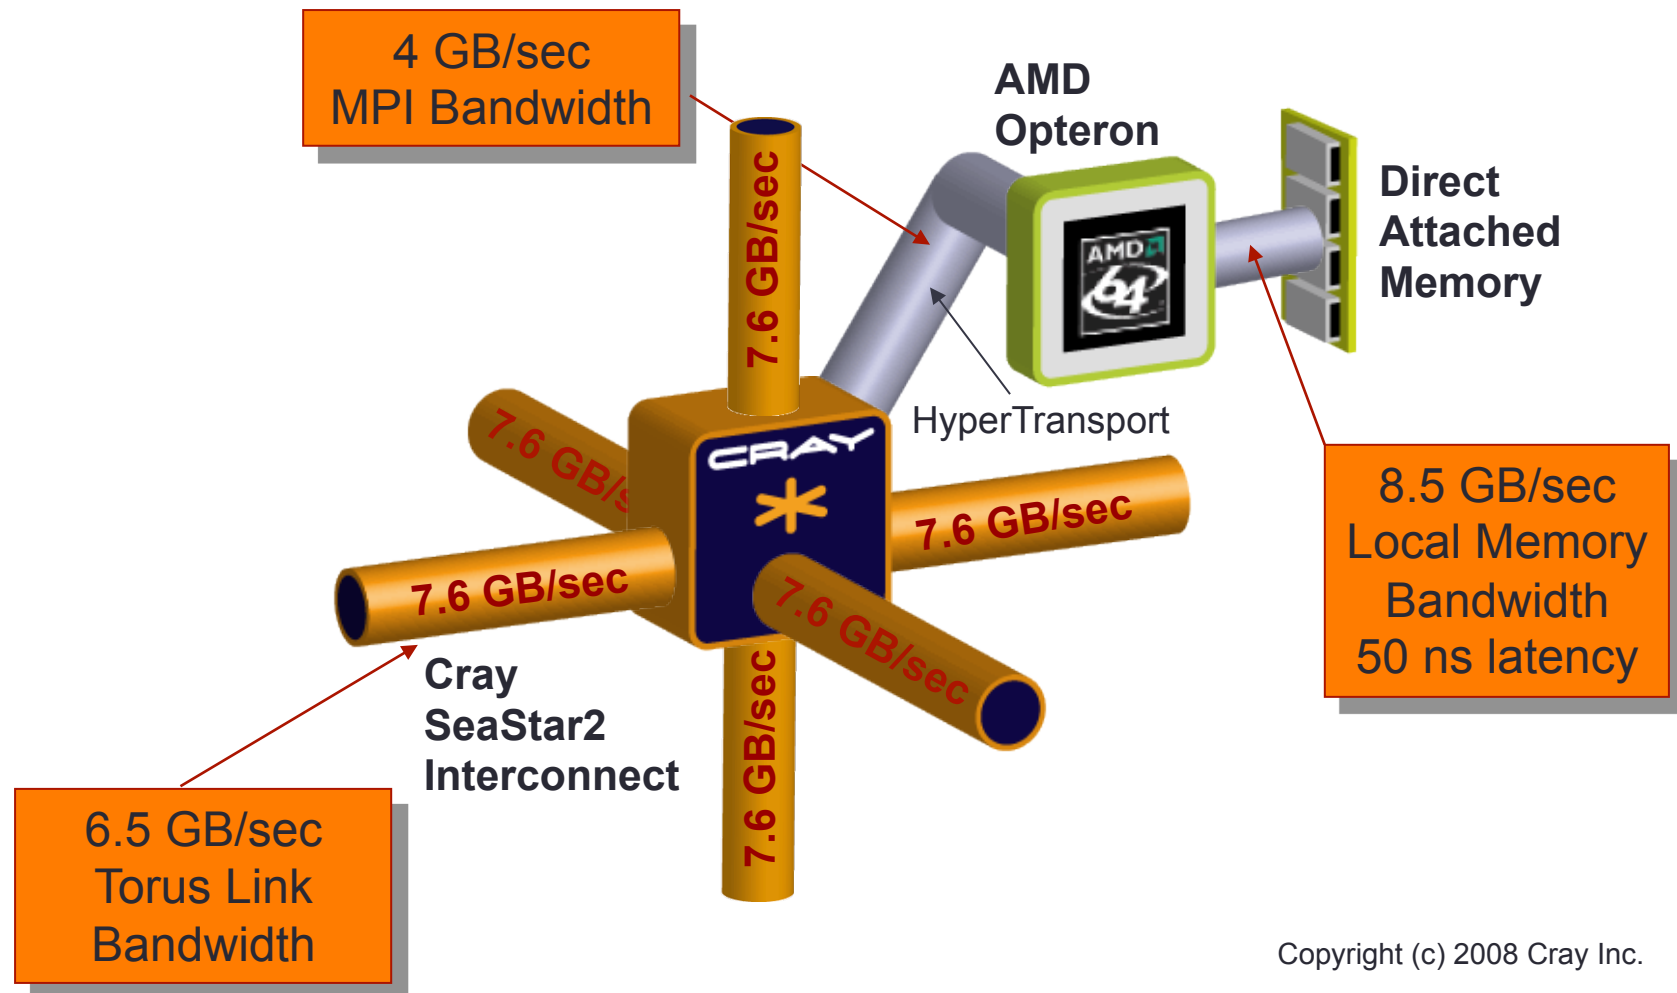 4 GB/sec
MPI Bandwidth
AMD
Opteron
Direct
Attached
Memory
7.6 GB/sec
AMD
64
HyperTransport
7.6 GB/s
CRAY
7.6 GB/sec
7.6 GB/sec
7.6 GB/sec
7.6 GB/sec
8.5 GB/sec
Local Memory
Bandwidth
50 ns latency
Cray
SeaStar2
Interconnect
6.5 GB/sec
Torus Link
Bandwidth
Copyright (c) 2008 Cray Inc.